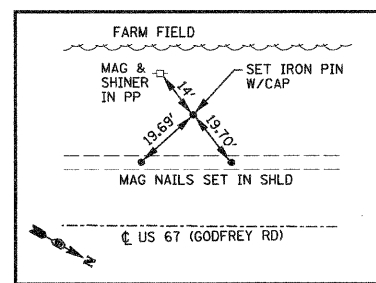 FARM FIELD
MAG &
SHINER
IN PP
SET IRON PIN
W/CAP
14'
19.69'
19.70'
MAG NAILS SET IN SHLD
℄ US 67 (GODFREY RD)
N